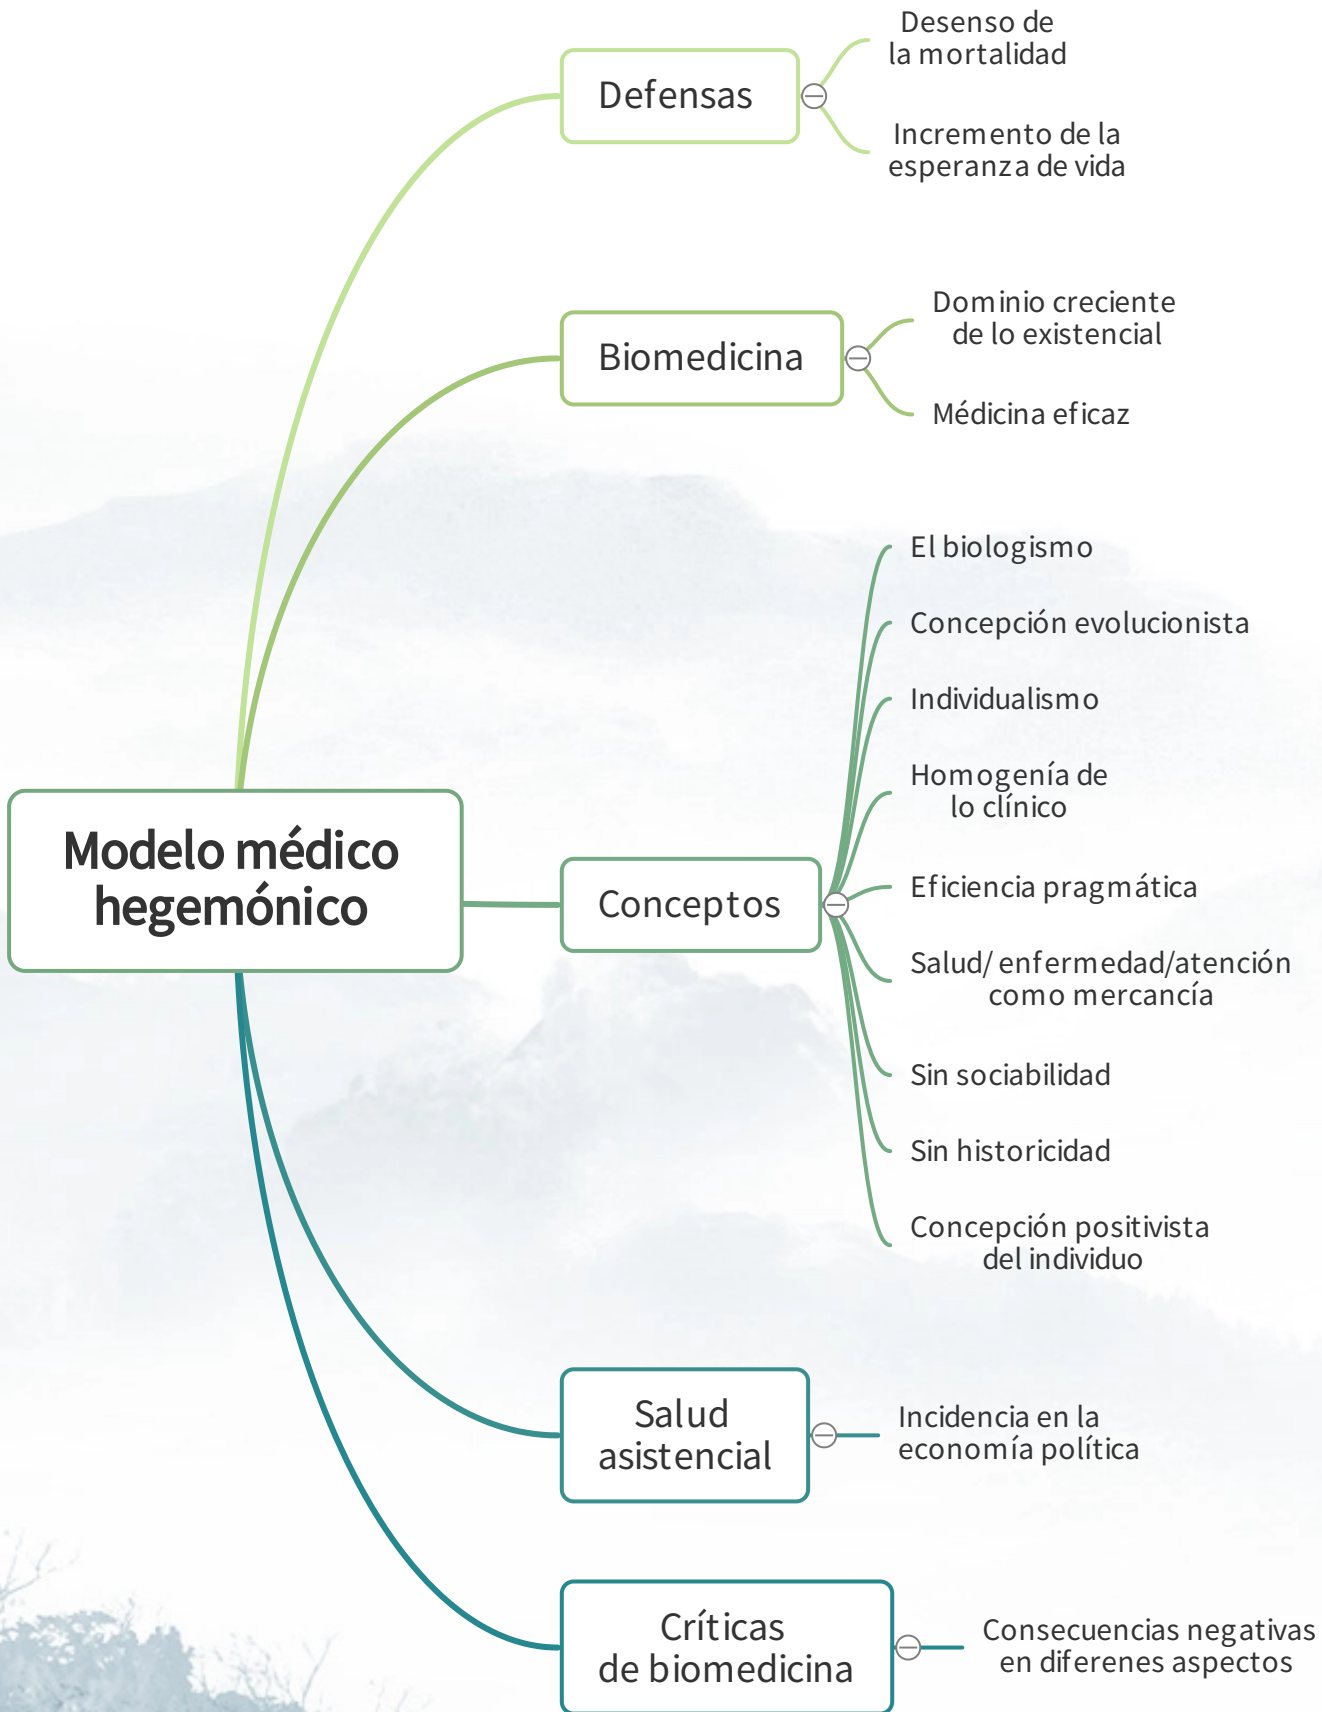 Desenso de
la mortalidad
Defensas
Incremento de la
esperanza de vida
Dominio creciente
de lo existencial
Biomedicina
Médicina eficaz
El biologismo
Concepción evolucionista
Individualismo
Homogenía de
lo clínico
Modelo médico
hegemónico
Conceptos
Eficiencia pragmática
Salud/ enfermedad/atención
como mercancía
Sin sociabilidad
Sin historicidad
Concepción positivista
del individuo
Salud
asistencial
Incidencia en la
economía política
Críticas
de biomedicina
Consecuencias negativas
en diferenes aspectos